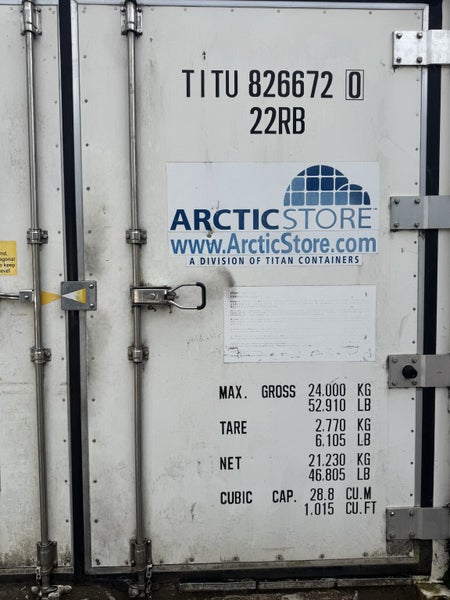 TITU 826672 0
22RB
ARCTICSTORE
www.ArcticStore.com
A DIVISION OF TITAN CONTAINERS
MAX. GROSS 24.000 KG
52.910 LB
TARE 2.770 KG
6.105 LB
NET 21.230 KG
46.805 LB
CUBIC CAP. 28.8 CU.M
1.015 CU.FT